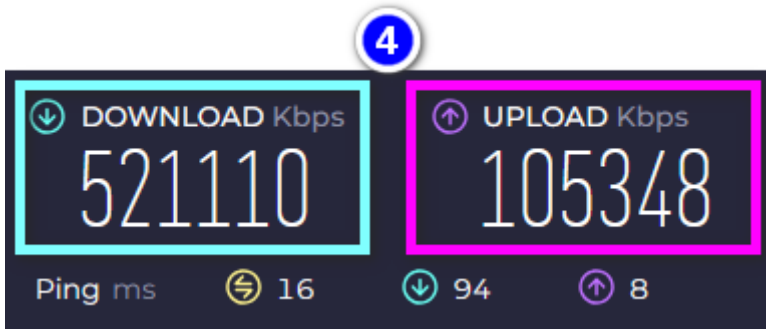 4
DOWNLOAD Kbps
521110
UPLOAD Kbps
105348
Ping ms 16 94 8